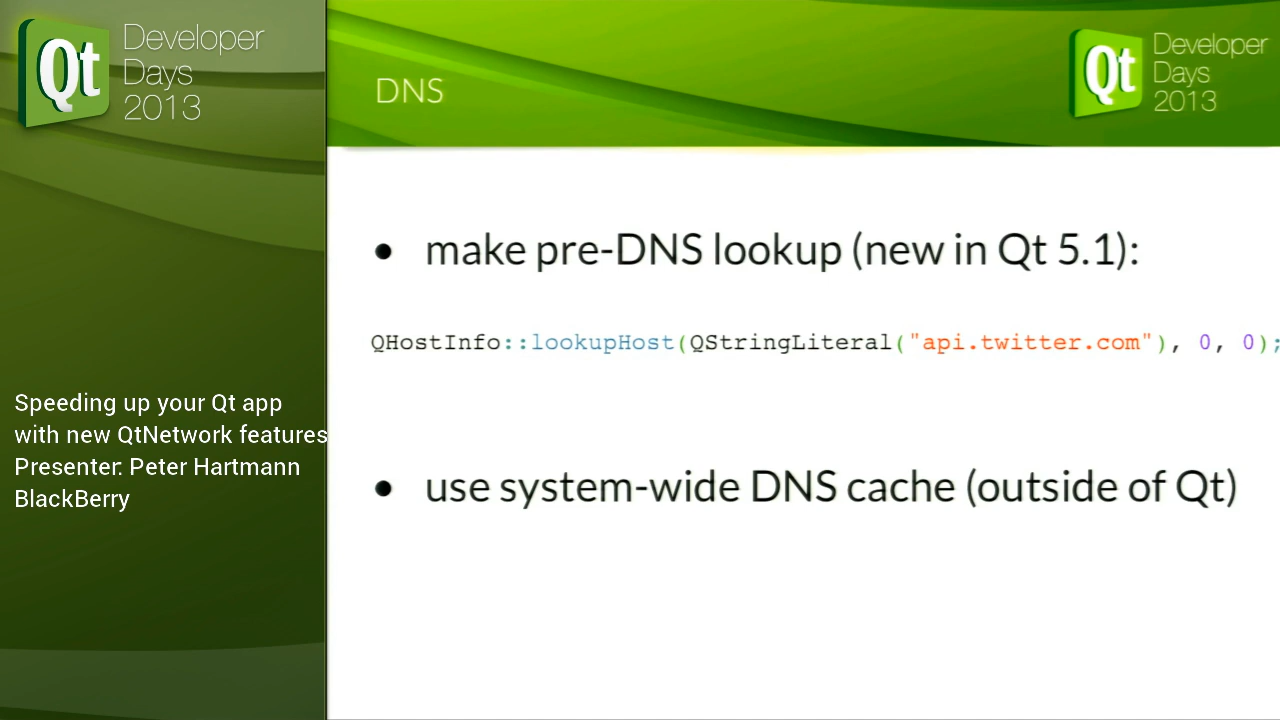 Qt Developer
Days
2013
Speeding up your Qt app
with new QtNetwork features
Presenter: Peter Hartmann
BlackBerry
DNS
Qt Developer
Days
2013
• make pre-DNS lookup (new in Qt 5.1):
QHostInfo::lookupHost(QStringLiteral("api.twitter.com"), 0, 0);
• use system-wide DNS cache (outside of Qt)